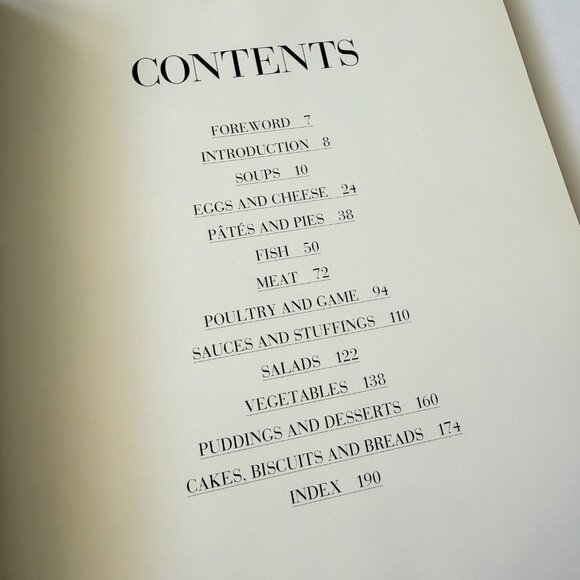 CONTENTS
FOREWORD 7
INTRODUCTION 8
SOUPS 10
EGGS AND CHEESE 24
PÂTÉS AND PIES 38
FISH 50
MEAT 72
POULTRY AND GAME 94
SAUCES AND STUFFINGS 110
SALADS 122
VEGETABLES 138
PUDDINGS AND DESSERTS 160
CAKES, BISCUITS AND BREADS 174
INDEX 190